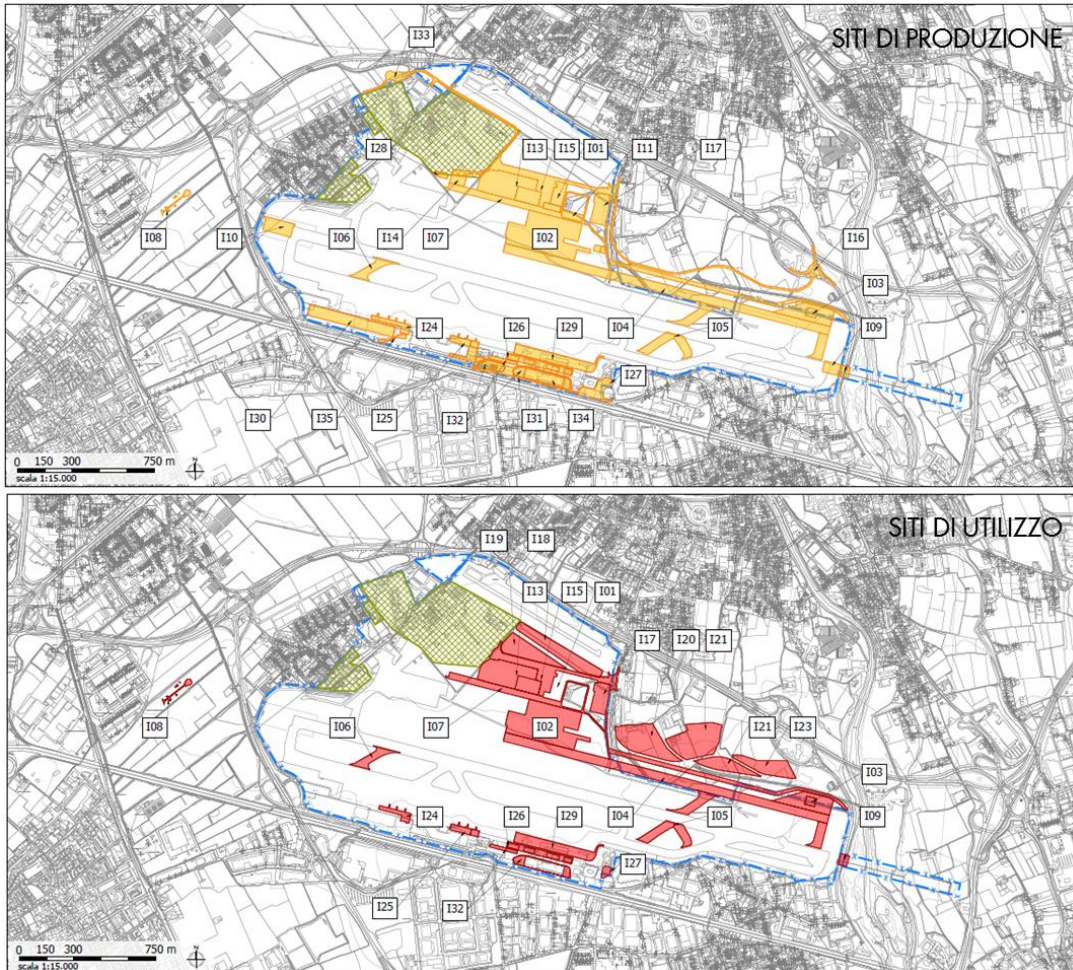 SITI DI PRODUZIONE
I33
I28
I13 I15 I01 I11 I17
I08 I10 I06 I14 I07 I02 I16
I03
I24 I26 I29 I04 I05 I09
I27
I30 I35 I25 I32 I31 I34
0 150 300 750 m
scala 1:15.000
SITI DI UTILIZZO
I19 I18
I13 I15 I01
I17 I20 I21
I08 I06 I07 I02 I21 I23
I03
I24 I26 I29 I04 I05 I09
I27
I25 I32
0 150 300 750 m
scala 1:15.000